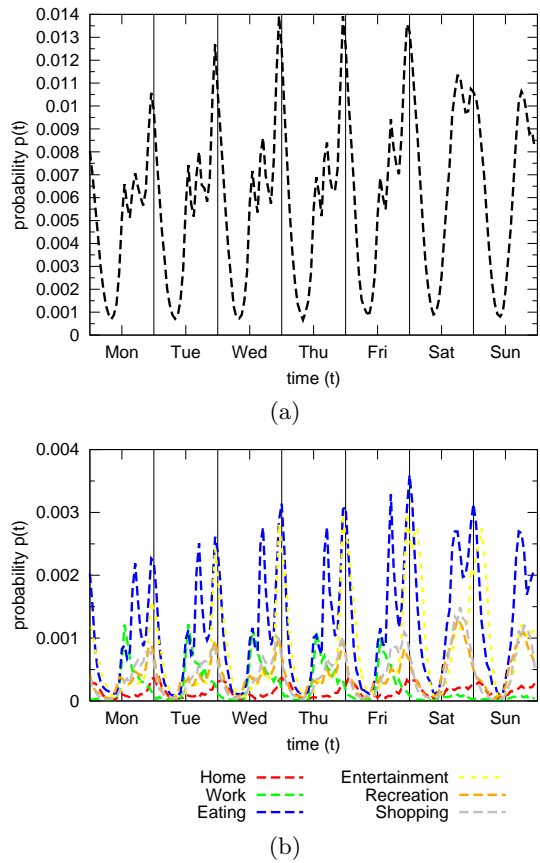 0.014
0.013
0.012
0.011
0.01
0.009
0.008
0.007
0.006
0.005
0.004
0.003
0.002
0.001
0
probability p(t)
Mon Tue Wed Thu Fri Sat Sun
time (t)
(a)
0.004
0.003
0.002
0.001
0
probability p(t)
Mon Tue Wed Thu Fri Sat Sun
time (t)
Home Entertainment
Work Recreation
Eating Shopping
(b)